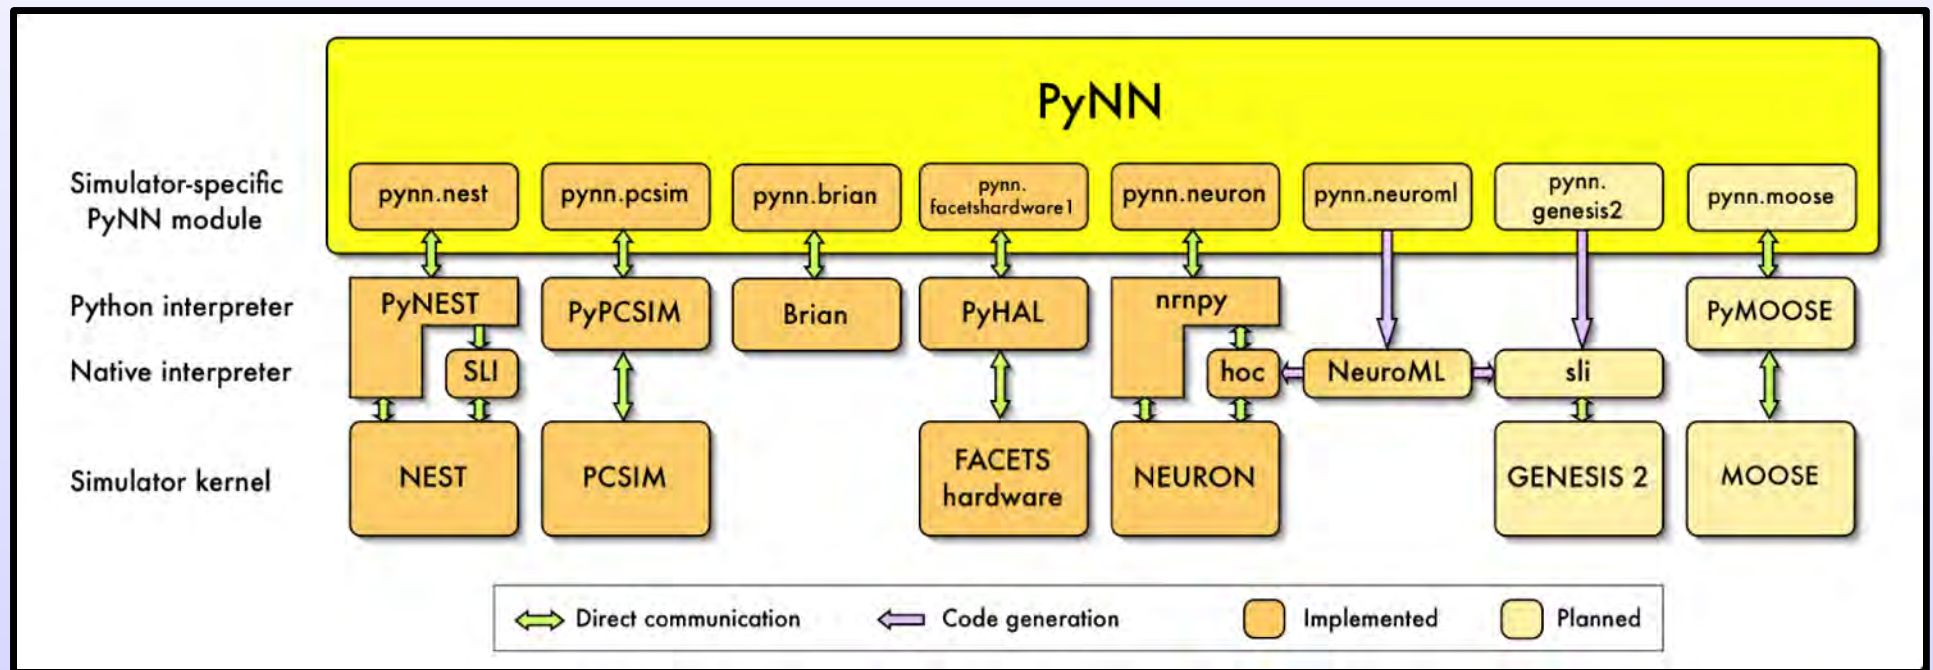 PyNN
Simulator-specific
PyNN module
pynn.nest
pynn.pcsim
pynn.brian
pynn.
facetshardware1
pynn.neuron
pynn.neuroml
pynn.
genesis2
pynn.moose
Python interpreter
PyNEST
PyPCSIM
Brian
PyHAL
nrnpy
PyMOOSE
Native interpreter
SLI
hoc
NeuroML
sli
Simulator kernel
NEST
PCSIM
FACETS
hardware
NEURON
GENESIS 2
MOOSE
Direct communication
Code generation
Implemented
Planned